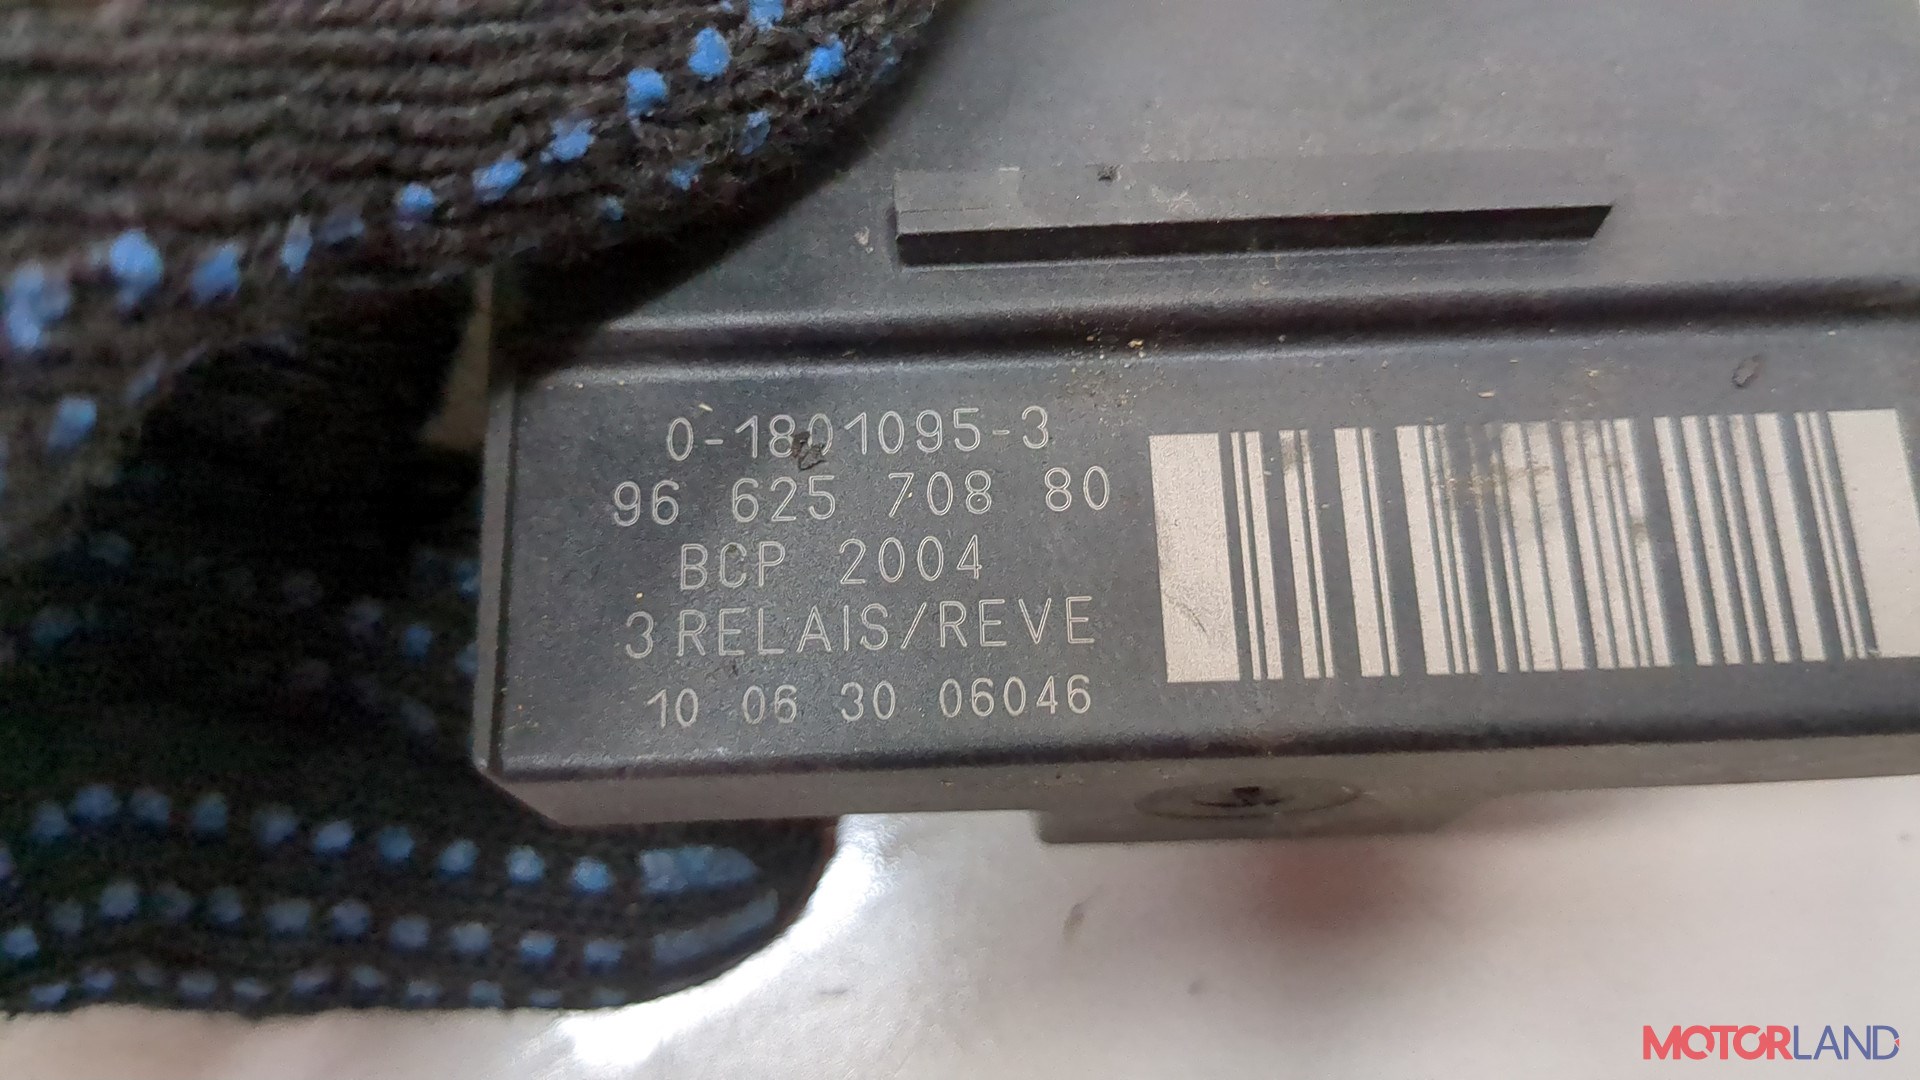 0-1801095-3
96 625 708 80
BCP 2004
3 RELAIS/REVE
10 06 30 06046
MOTORLAND